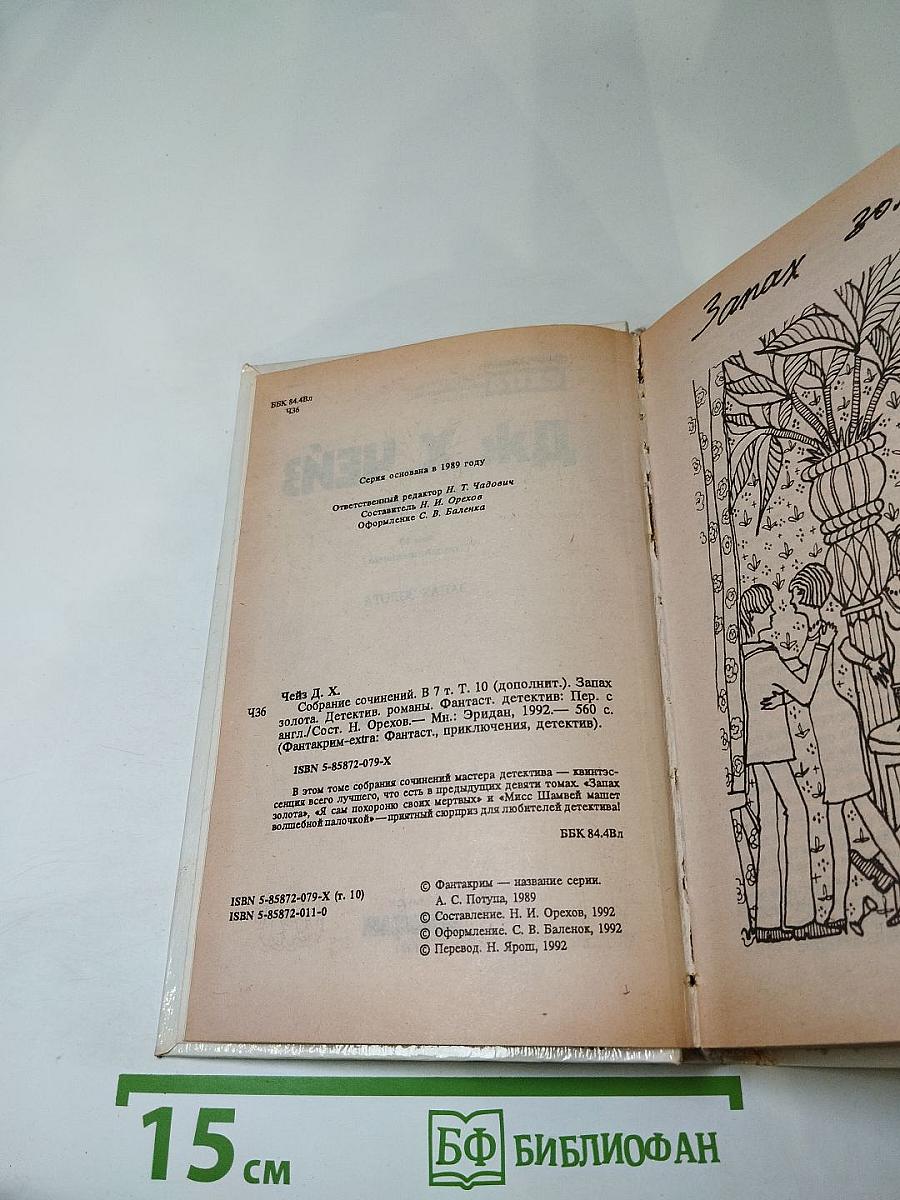 ББК 84.4Вл
Ч36
Серия основана в 1989 году
Ответственный редактор Н. Т. Чадович
Составитель Н. И. Орехов
Оформление С. В. Баленка
Чейз Д. Х.
Ч36 Собрание сочинений. В 7 т. Т. 10 (дополнит.). Запах
золота. Детектив. романы. Фантаст. детектив: Пер. с
англ./Сост. Н. Орехов.— Мн.: Эридан, 1992.— 560 с.
(Фантакрим-extra: Фантаст., приключения, детектив).
ISBN 5-85872-079-X
В этом томе собрания сочинений мастера детектива — квинтэс-
сенция всего лучшего, что есть в предыдущих девяти томах. «Запах
золота», «Я сам похороню своих мертвых» и «Мисс Шамвей машет
волшебной палочкой» — приятный сюрприз для любителей детектива!
ББК 84.4Вл
ISBN 5-85872-079-X (т. 10)
ISBN 5-85872-011-0
© Фантакрим — название серии.
А. С. Потупа, 1989
© Составление. Н. И. Орехов, 1992
© Оформление. С. В. Баленок, 1992
© Перевод. Н. Ярош, 1992
Запах
15 см
БФ БИБЛИОФАН